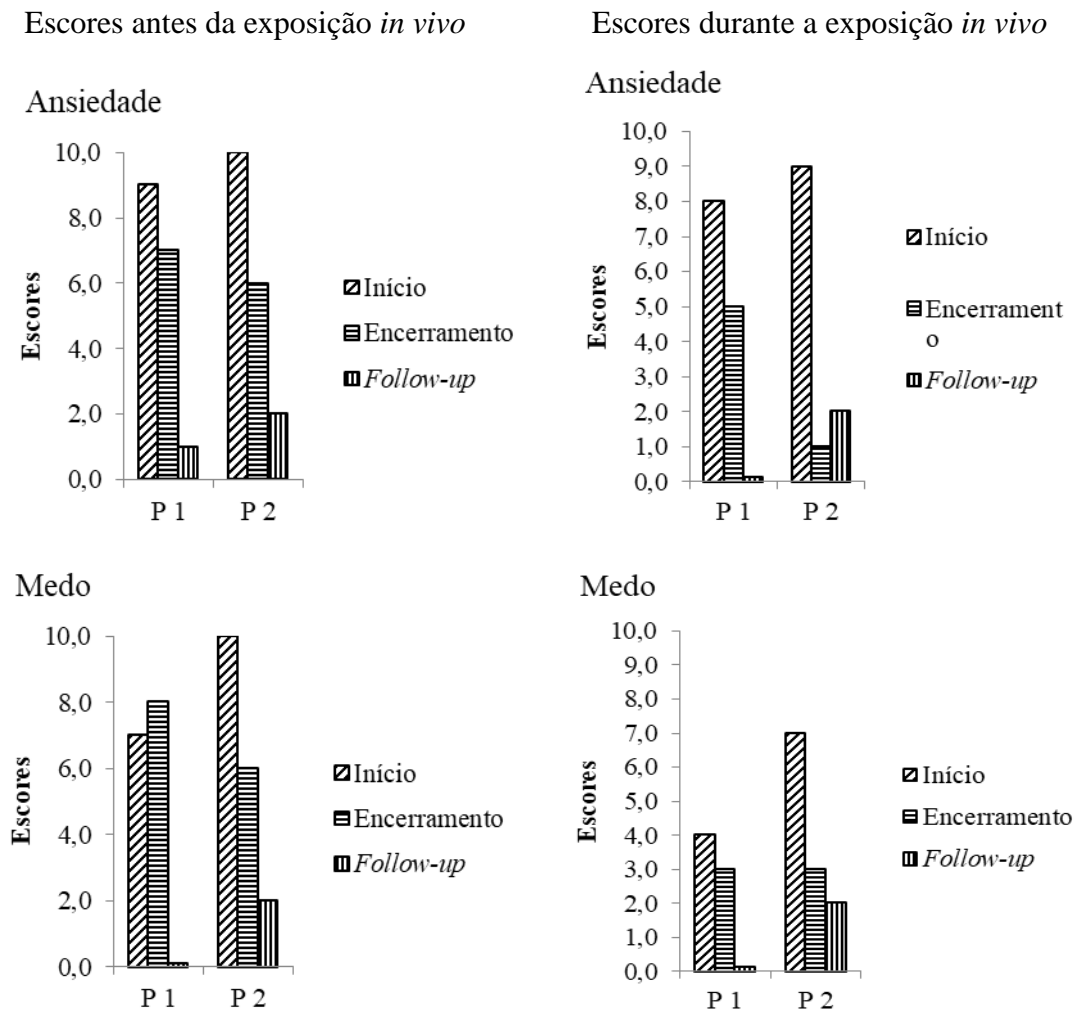 Escores antes da exposição in vivo
Escores durante a exposição in vivo
Ansiedade
Escores
10,0
8,0
6,0
4,0
2,0
0,0
P 1
P 2
Início
Encerramento
Follow-up
Ansiedade
Escores
10,0
9,0
8,0
7,0
6,0
5,0
4,0
3,0
2,0
1,0
0,0
P 1
P 2
Início
Encerrament
o
Follow-up
Medo
Escores
10,0
8,0
6,0
4,0
2,0
0,0
P 1
P 2
Início
Encerramento
Follow-up
Medo
Escores
10,0
9,0
8,0
7,0
6,0
5,0
4,0
3,0
2,0
1,0
0,0
P 1
P 2
Início
Encerramento
Follow-up